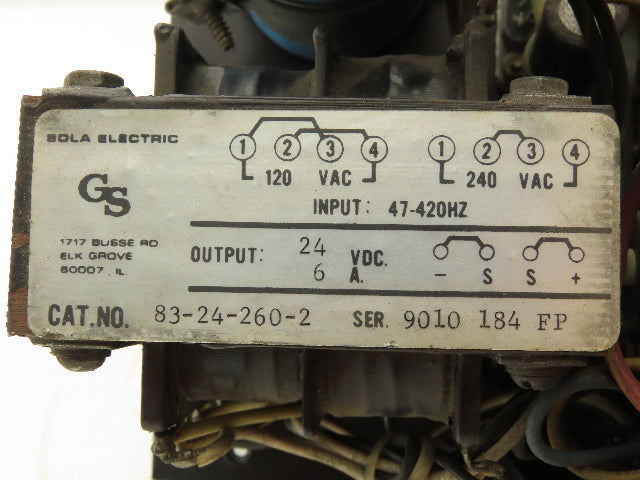 SOLA ELECTRIC
GS
1717 BUSSE RD
ELK GROVE
60007, IL.
1 2 3 4
120 VAC
1 2 3 4
240 VAC
INPUT: 47-420HZ
OUTPUT: 24 VDC.
6 A.
- S S +
CAT.NO. 83-24-260-2 SER. 9010 184 FP